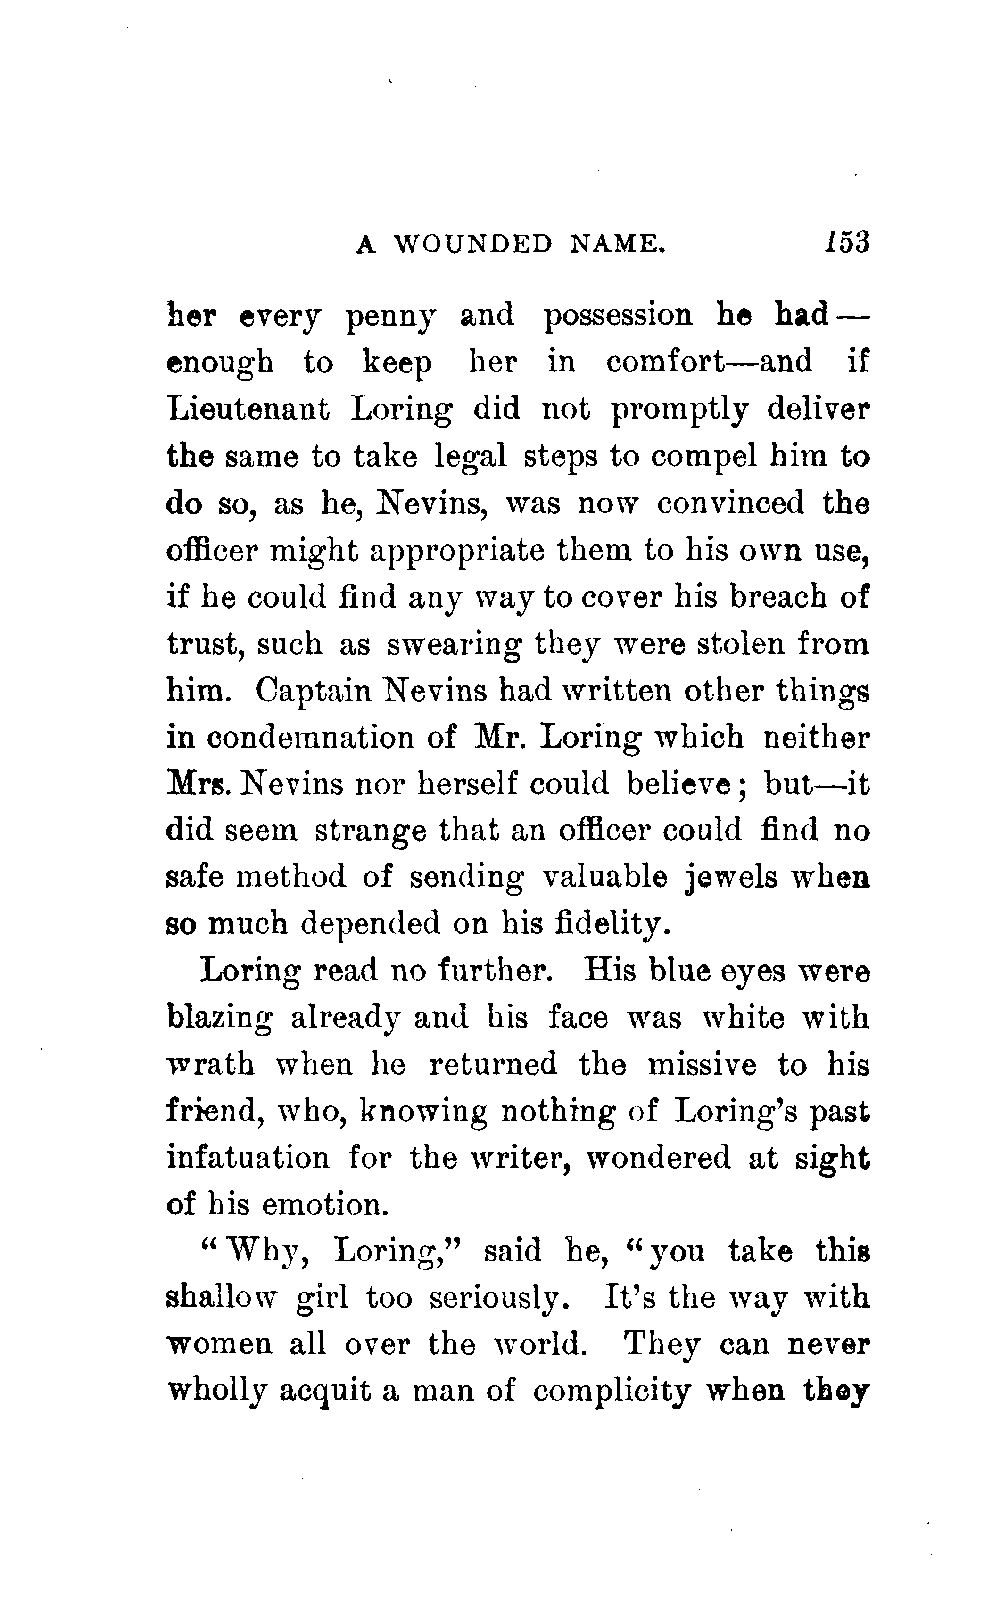 A WOUNDED NAME. 153
her every penny and possession he had—
enough to keep her in comfort—and if
Lieutenant Loring did not promptly deliver
the same to take legal steps to compel him to
do so, as he, Nevins, was now convinced the
officer might appropriate them to his own use,
if he could find any way to cover his breach of
trust, such as swearing they were stolen from
him. Captain Nevins had written other things
in condemnation of Mr. Loring which neither
Mrs. Nevins nor herself could believe; but—it
did seem strange that an officer could find no
safe method of sending valuable jewels when
so much depended on his fidelity.
Loring read no further. His blue eyes were
blazing already and his face was white with
wrath when he returned the missive to his
friend, who, knowing nothing of Loring's past
infatuation for the writer, wondered at sight
of his emotion.
"Why, Loring," said he, "you take this
shallow girl too seriously. It's the way with
women all over the world. They can never
wholly acquit a man of complicity when they